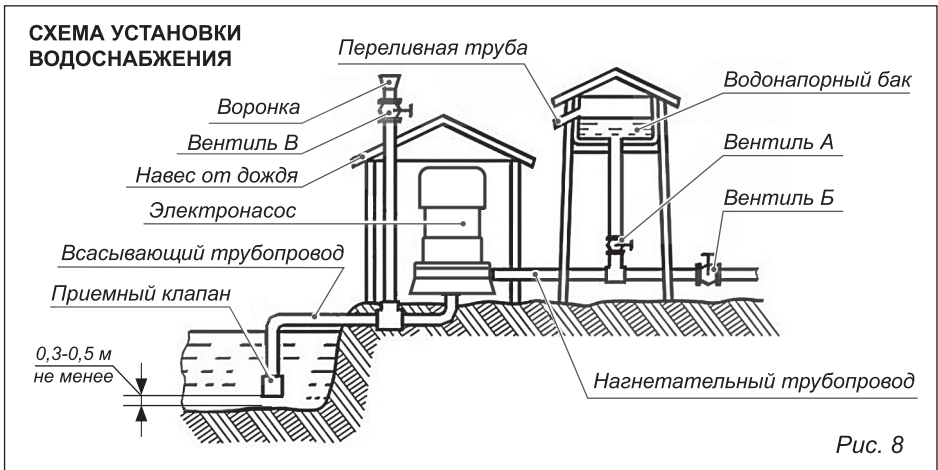 СХЕМА УСТАНОВКИ
ВОДОСНАБЖЕНИЯ
Переливная труба
Водонапорный бак
Воронка
Вентиль В
Вентиль А
Навес от дождя
Вентиль Б
Электронасос
Всасывающий трубопровод
Приемный клапан
0,3-0,5 м
не менее
Нагнетательный трубопровод
Рис. 8